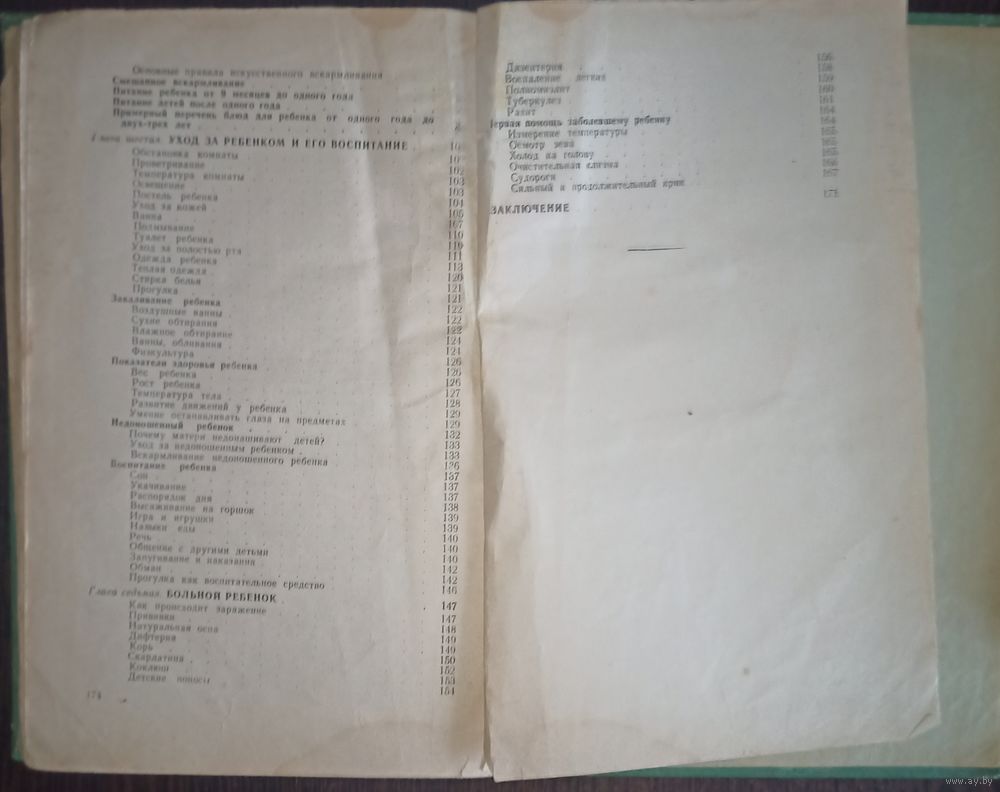 Основные правила искусственного вскармливания
Смешанное вскармливание
Питание ребенка от 9 месяцев до одного года
Питание детей после одного года
Примерный перечень блюд для ребенка от одного года до
двух-трех лет
Глава шестая. УХОД ЗА РЕБЕНКОМ И ЕГО ВОСПИТАНИЕ
Обстановка комнаты
Проветривание
Температура комнаты 102
Освещение 103
Постель ребенка 103
Уход за кожей 104
Ванна 105
Подмывание 107
Туалет ребенка 110
Уход за полостью рта 110
Одежда ребенка 111
Теплая одежда 113
Стирка белья 120
Прогулка 121
Закаливание ребенка 121
Воздушные ванны 122
Сухие обтирания 122
Влажное обтирание 123
Ванны, обливания 124
Физкультура 124
Показатели здоровья ребенка 126
Вес ребенка 126
Рост ребенка 126
Температура тела 127
Развитие движений у ребенка 128
Умение останавливать глаза на предметах 129
Недоношенный ребенок 129
Почему матери недонашивают детей? 132
Уход за недоношенным ребенком 133
Вскармливание недоношенного ребенка 133
Воспитание ребенка 136
Сон 137
Укачивание 137
Распорядок дня 137
Высаживание на горшок 138
Игра и игрушки 139
Навыки еды 139
Речь 140
Общение с другими детьми 140
Запугивание и наказания 140
Обман 142
Прогулка как воспитательное средство 142
Глава седьмая. БОЛЬНОЙ РЕБЕНОК 146
Как происходит заражение 147
Прививки 147
Натуральная оспа 148
Дифтерия 149
Корь 149
Скарлатина 150
Коклюш 152
Детские поносы 153
154
174
Дизентерия 156
Воспаление легких 158
Полиомиэлит 159
Туберкулез 160
Рахит 161
Первая помощь заболевшему ребенку 164
Измерение температуры 164
Осмотр зева 165
Холод на голову 165
Очистительная клизма 165
Судороги 166
Сильный и продолжительный крик 167
ЗАКЛЮЧЕНИЕ 171
www.ay.by